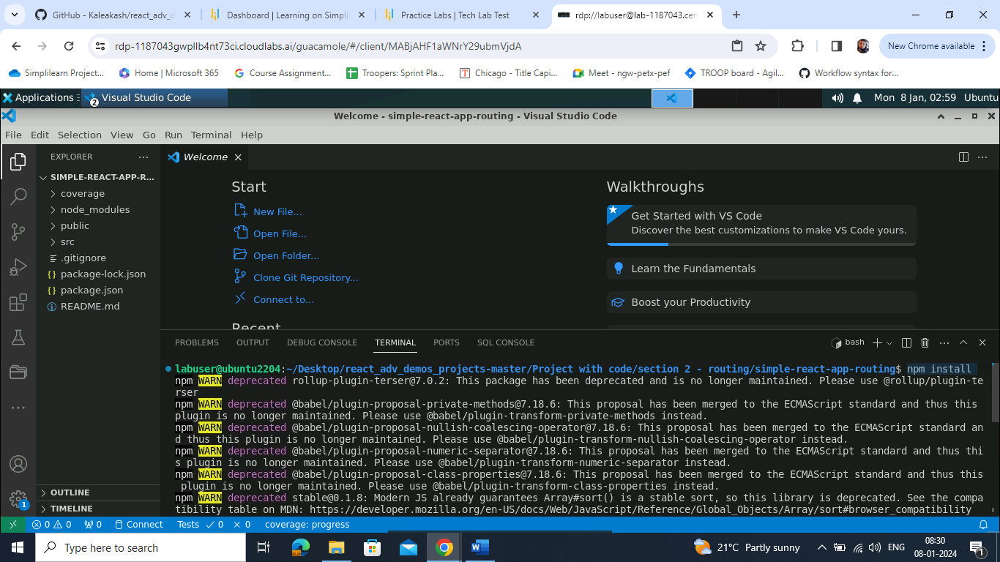 GitHub - Kaleakash/react_adv_d
Dashboard | Learning on Simpli
Practice Labs | Tech Lab Test
rdp://labuser@lab-1187043.cen
rdp-1187043gwpllb4nt73ci.cloudlabs.ai/guacamole/#/client/MABjAHF1aWNrY29ubmVjdA
New Chrome available
Simplilearn Project...
Home | Microsoft 365
Course Assignment...
Troopers: Sprint Pla...
Chicago - Title Capi...
Meet - ngw-petx-pef
TROOP board - Agil...
Workflow syntax for...
Applications
2
Visual Studio Code
Mon 8 Jan, 02:59 Ubuntu
Welcome - simple-react-app-routing - Visual Studio Code
File Edit Selection View Go Run Terminal Help
EXPLORER
Welcome
SIMPLE-REACT-APP-R...
coverage
node_modules
public
src
.gitignore
package-lock.json
package.json
README.md
OUTLINE
TIMELINE
Start
New File...
Open File...
Open Folder...
Clone Git Repository...
Connect to...
Recent
Walkthroughs
Get Started with VS Code
Discover the best customizations to make VS Code yours.
Learn the Fundamentals
Boost your Productivity
PROBLEMS OUTPUT DEBUG CONSOLE TERMINAL PORTS SQL CONSOLE
bash
labuser@ubuntu2204:~/Desktop/react_adv_demos_projects-master/Project with code/section 2 - routing/simple-react-app-routing$ npm install
npm WARN deprecated rollup-plugin-terser@7.0.2: This package has been deprecated and is no longer maintained. Please use @rollup/plugin-te
rser
npm WARN deprecated @babel/plugin-proposal-private-methods@7.18.6: This proposal has been merged to the ECMAScript standard and thus this
plugin is no longer maintained. Please use @babel/plugin-transform-private-methods instead.
npm WARN deprecated @babel/plugin-proposal-nullish-coalescing-operator@7.18.6: This proposal has been merged to the ECMAScript standard an
d thus this plugin is no longer maintained. Please use @babel/plugin-transform-nullish-coalescing-operator instead.
npm WARN deprecated @babel/plugin-proposal-numeric-separator@7.18.6: This proposal has been merged to the ECMAScript standard and thus thi
s plugin is no longer maintained. Please use @babel/plugin-transform-numeric-separator instead.
npm WARN deprecated @babel/plugin-proposal-class-properties@7.18.6: This proposal has been merged to the ECMAScript standard and thus this
plugin is no longer maintained. Please use @babel/plugin-transform-class-properties instead.
npm WARN deprecated stable@0.1.8: Modern JS already guarantees Array#sort() is a stable sort, so this library is deprecated. See the compa
tibility table on MDN: https://developer.mozilla.org/en-US/docs/Web/JavaScript/Reference/Global_Objects/Array/sort#browser_compatibility
1
0 0 0 Connect Tests 0 0 coverage: progress
Type here to search
21°C Partly sunny
ENG
08:30
08-01-2024
1